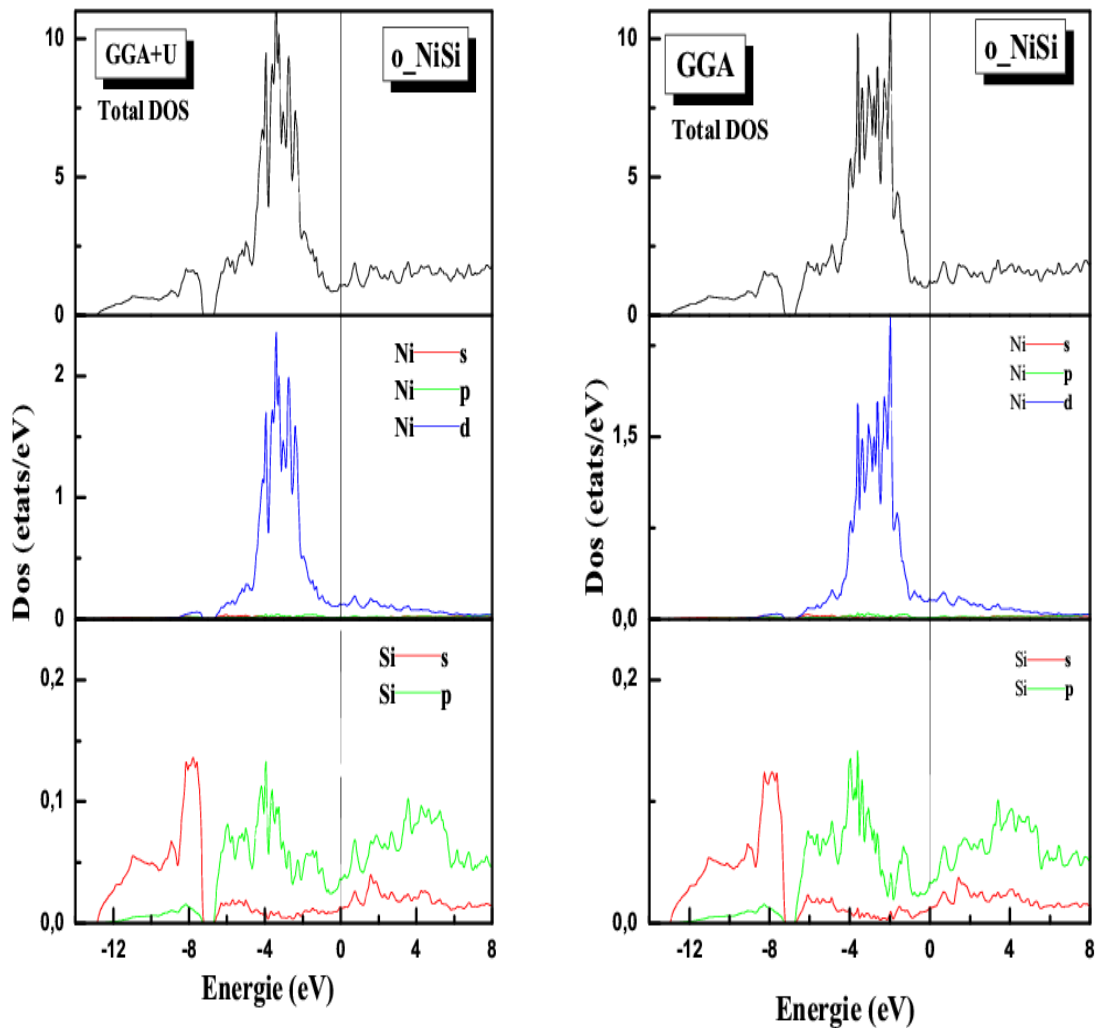 GGA+U
o_NiSi
Total DOS
10
5
0
Ni s
Ni p
Ni d
2
1
0
Si s
Si p
0,2
0,1
0,0
-12 -8 -4 0 4 8
Energie (eV)
Dos (etats/eV)
GGA
o_NiSi
Total DOS
10
5
0
Ni s
Ni p
Ni d
1,5
0,0
Si s
Si p
0,2
0,1
0,0
-12 -8 -4 0 4 8
Energie (eV)
Dos (etats/eV)